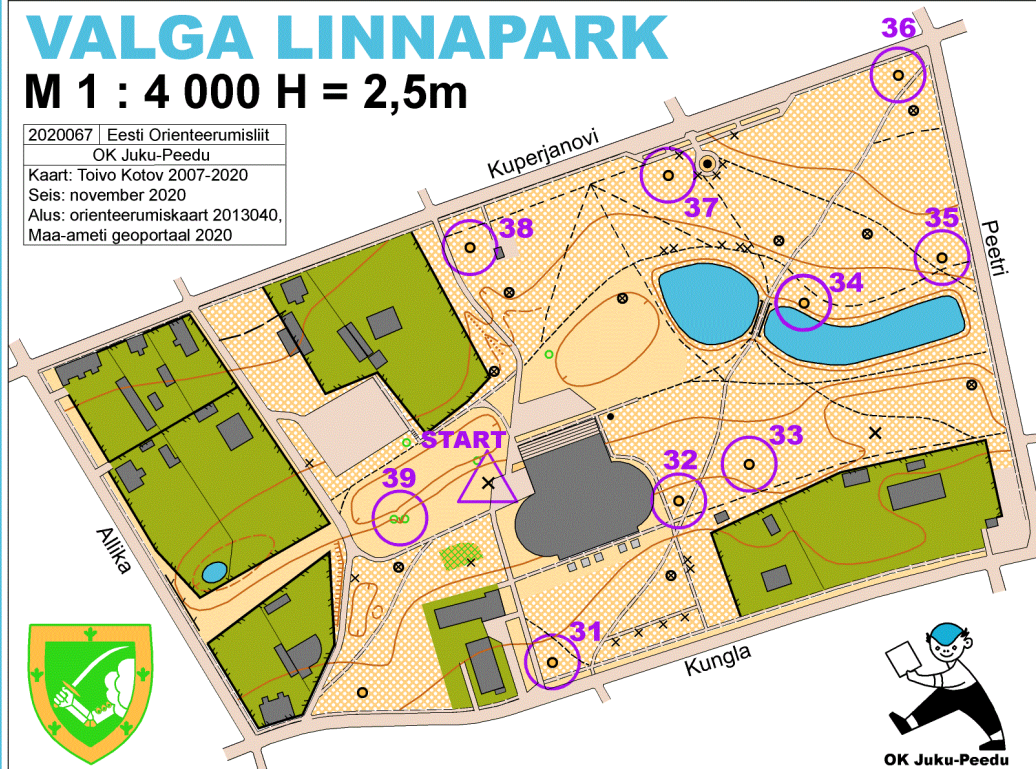 VALGA LINNAPARK
M 1 : 4 000 H = 2,5m
2020067 Eesti Orienteerumisliit
OK Juku-Peedu
Kaart: Toivo Kotov 2007-2020
Seis: november 2020
Alus: orienteerumiskaart 2013040,
Maa-ameti geoportaal 2020
36
Kuperjanovi
37
38
35
Peetri
34
START
33
32
39
Allika
31
Kungla
OK Juku-Peedu